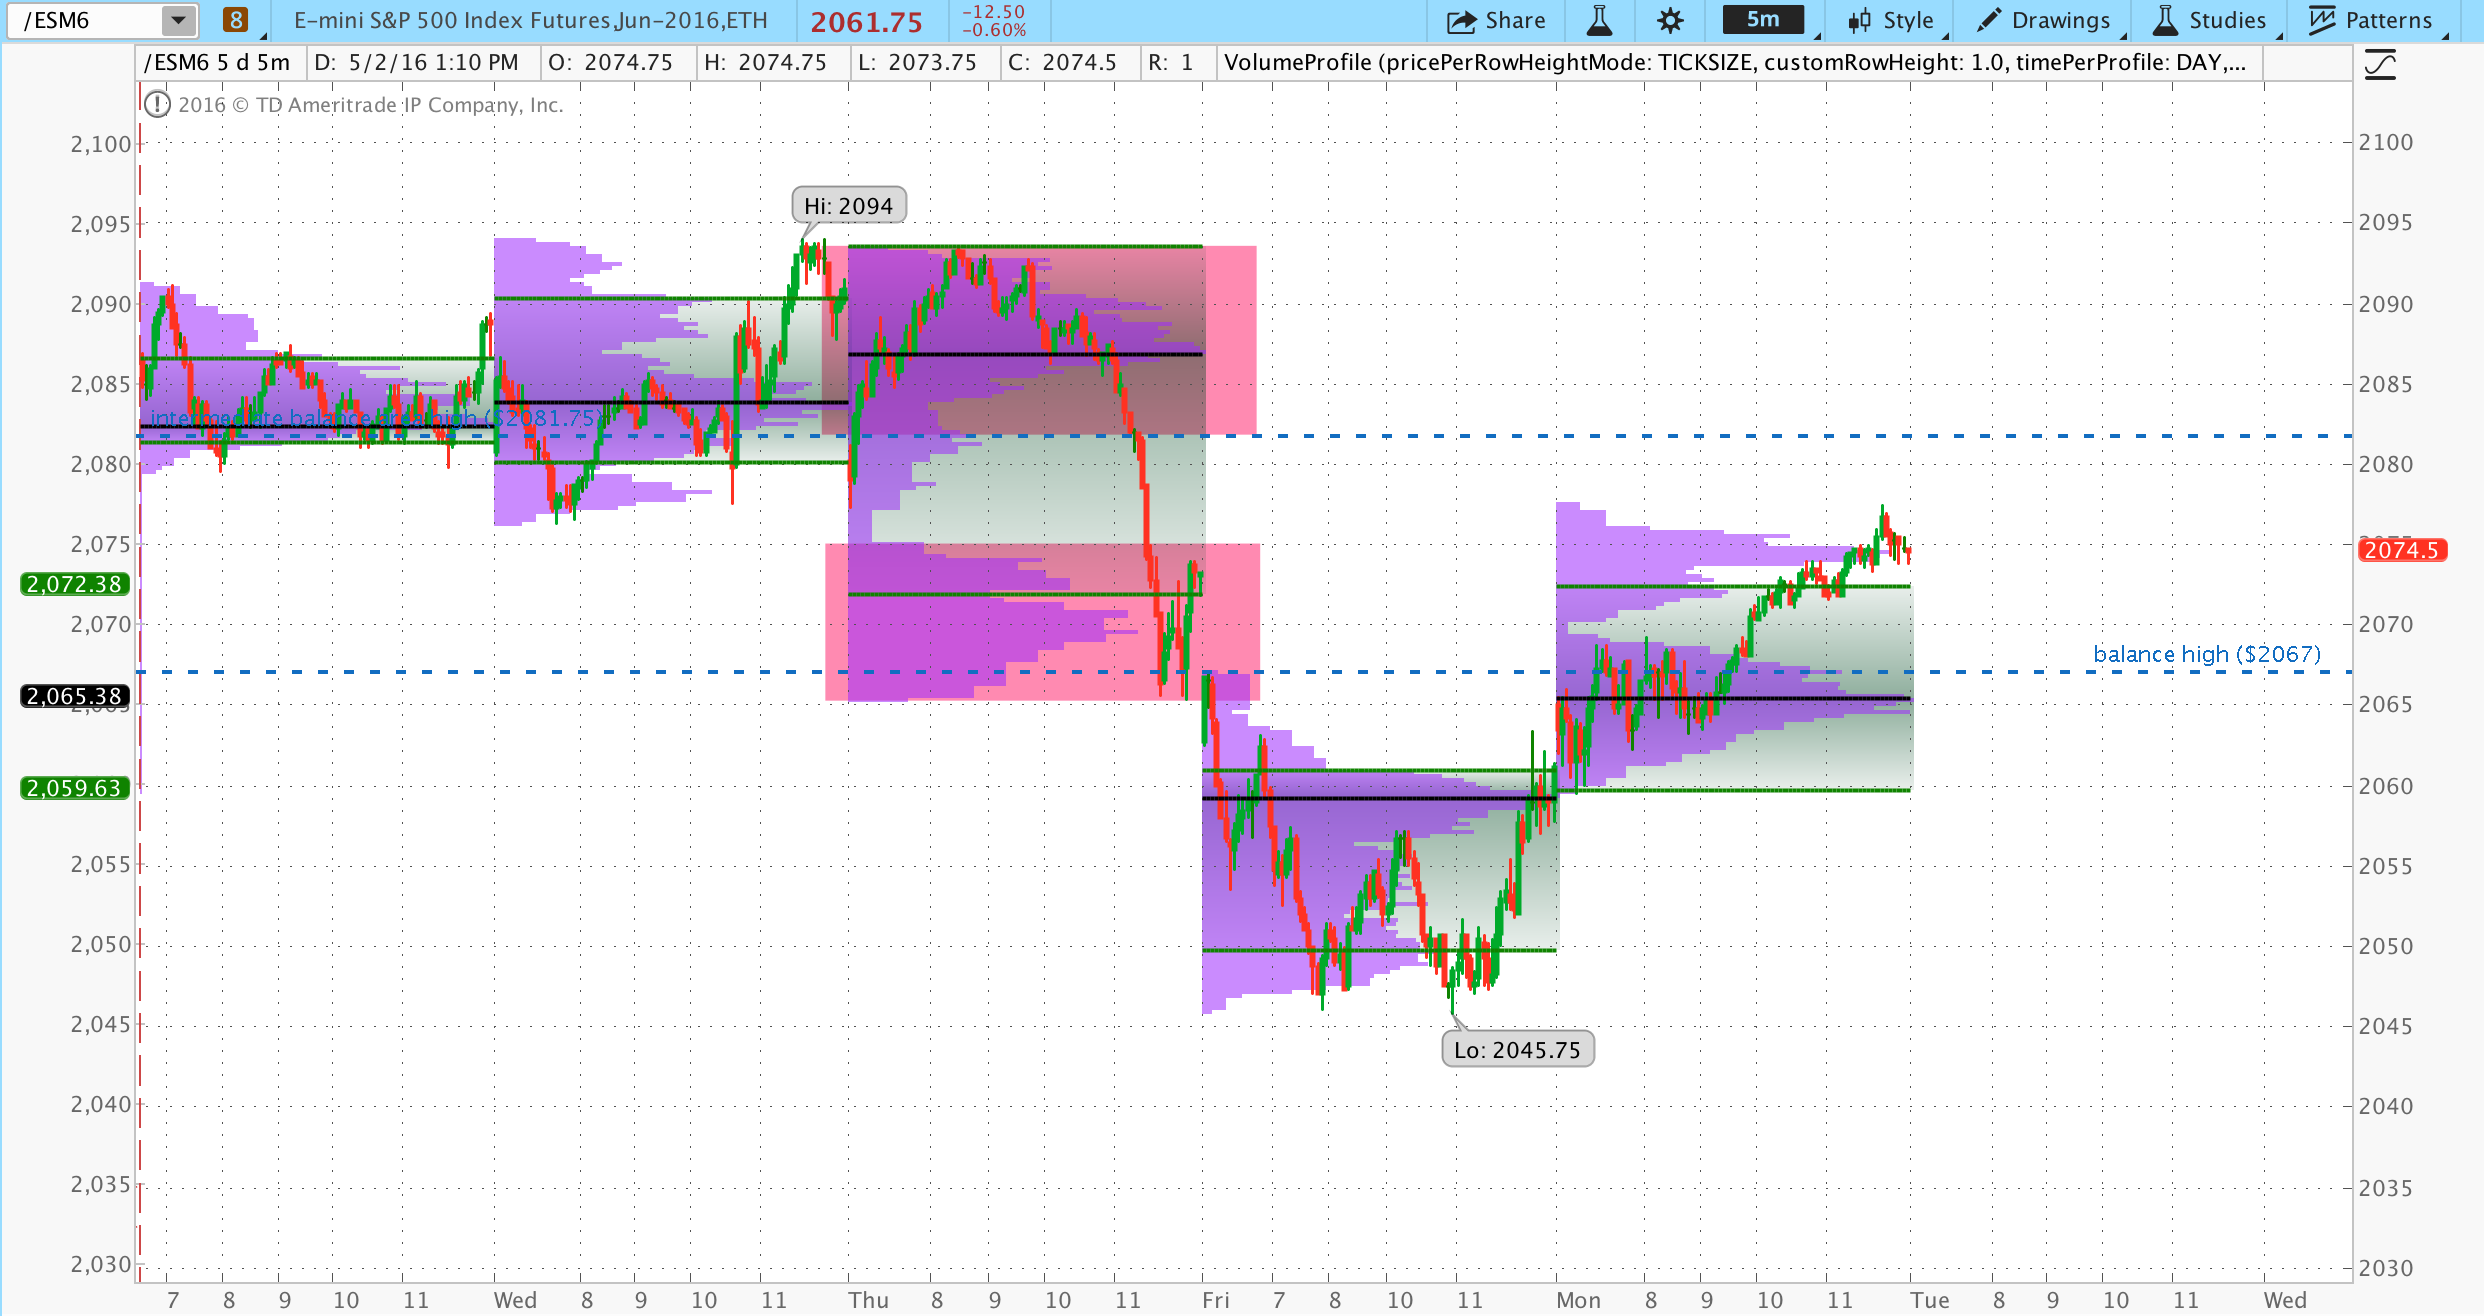 /ESM6 8 E-mini S&P 500 Index Futures,Jun-2016,ETH 2061.75 -12.50 -0.60% Share 5m Style Drawings Studies Patterns
/ESM6 5 d 5m D: 5/2/16 1:10 PM O: 2074.75 H: 2074.75 L: 2073.75 C: 2074.5 R: 1 VolumeProfile (pricePerRowHeightMode: TICKSIZE, customRowHeight: 1.0, timePerProfile: DAY,...
2016 © TD Ameritrade IP Company, Inc.
2,100 2100
Hi: 2094
2,095 2095
2,090 2090
2,085 2085
intermediate balance area high ($2081.75)
2,080 2080
2,075
2074.5
2,072.38
2,070 2070
balance high ($2067)
2,065.38
2065
2,059.63 2060
2,055 2055
2,050 2050
2,045 2045
Lo: 2045.75
2,040 2040
2,035 2035
2,030 2030
7 8 9 10 11 Wed 8 9 10 11 Thu 8 9 10 11 Fri 7 8 10 11 Mon 8 9 10 11 Tue 8 9 10 11 Wed